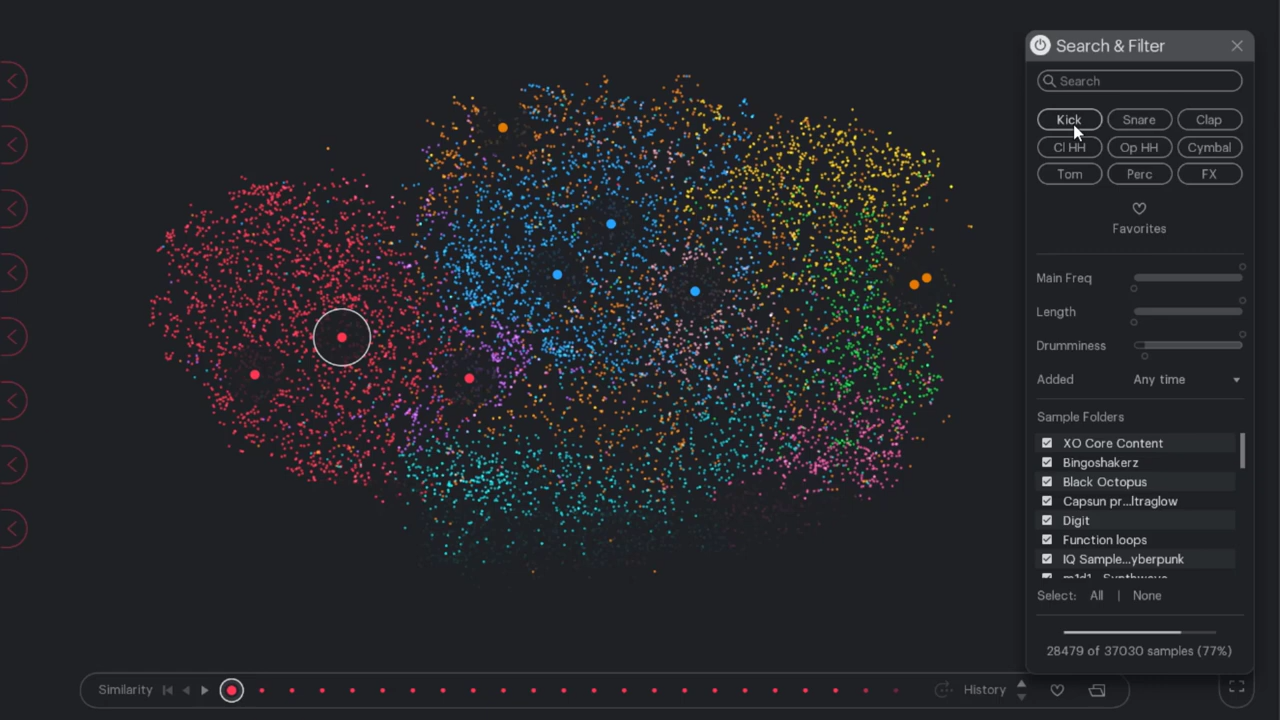 Search & Filter
Search
Kick
Snare
Clap
Cl HH
Op HH
Cymbal
Tom
Perc
FX
Favorites
Main Freq
Length
Drumminess
Added
Any time
Sample Folders
XO Core Content
Bingoshakerz
Black Octopus
Capsun pr...ltraglow
Digit
Function loops
IQ Sample...yberpunk
Select: All | None
28479 of 37030 samples (77%)
Similarity
History